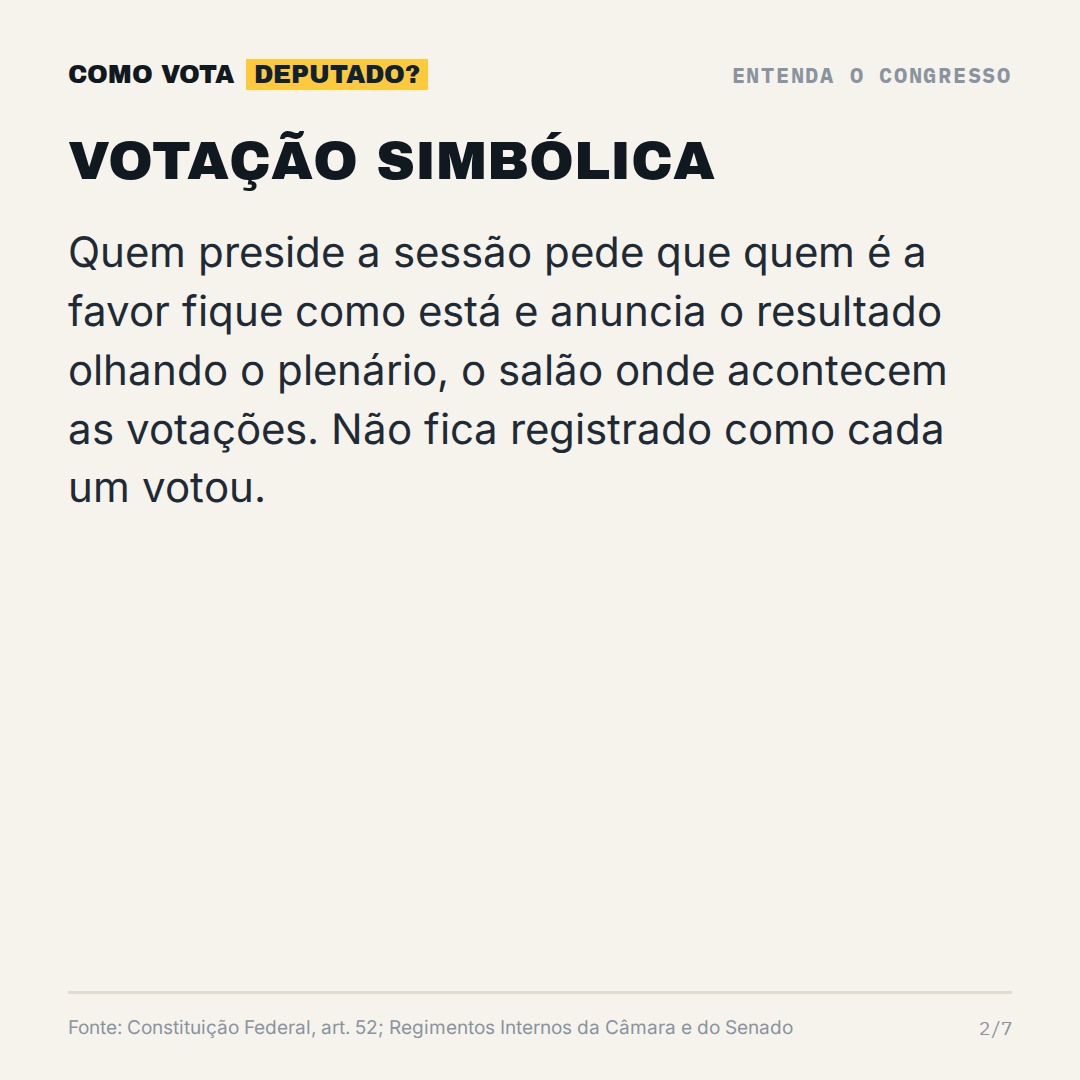 COMO VOTA DEPUTADO?
ENTENDA O CONGRESSO
VOTAÇÃO SIMBÓLICA
Quem preside a sessão pede que quem é a
favor fique como está e anuncia o resultado
olhando o plenário, o salão onde acontecem
as votações. Não fica registrado como cada
um votou.
Fonte: Constituição Federal, art. 52; Regimentos Internos da Câmara e do Senado
2/7